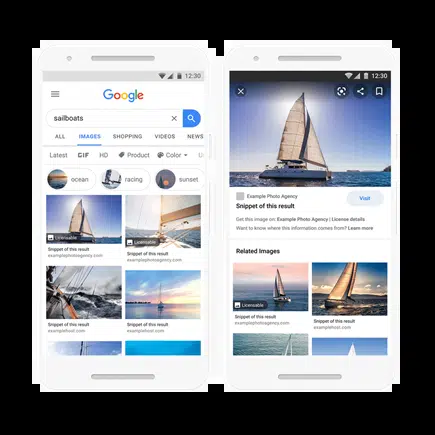 12:30
Google
sailboats
ALL IMAGES SHOPPING VIDEOS NEWS
Latest GIF HD Product Color
ocean racing sunset
Licensable Licensable
Snippet of this result Snippet of this result
examplephotoagency.com examplephotoagency.com
Snippet of this result Snippet of this result
examplehost.com examplehost.com
12:30
Example Photo Agency
Snippet of this result
Visit
Get this image on: Example Photo Agency | License details
Want to know where this information comes from? Learn more
Related Images
Licensable
Snippet of this result Snippet of this result
examplephotoagency.com examplehost.com